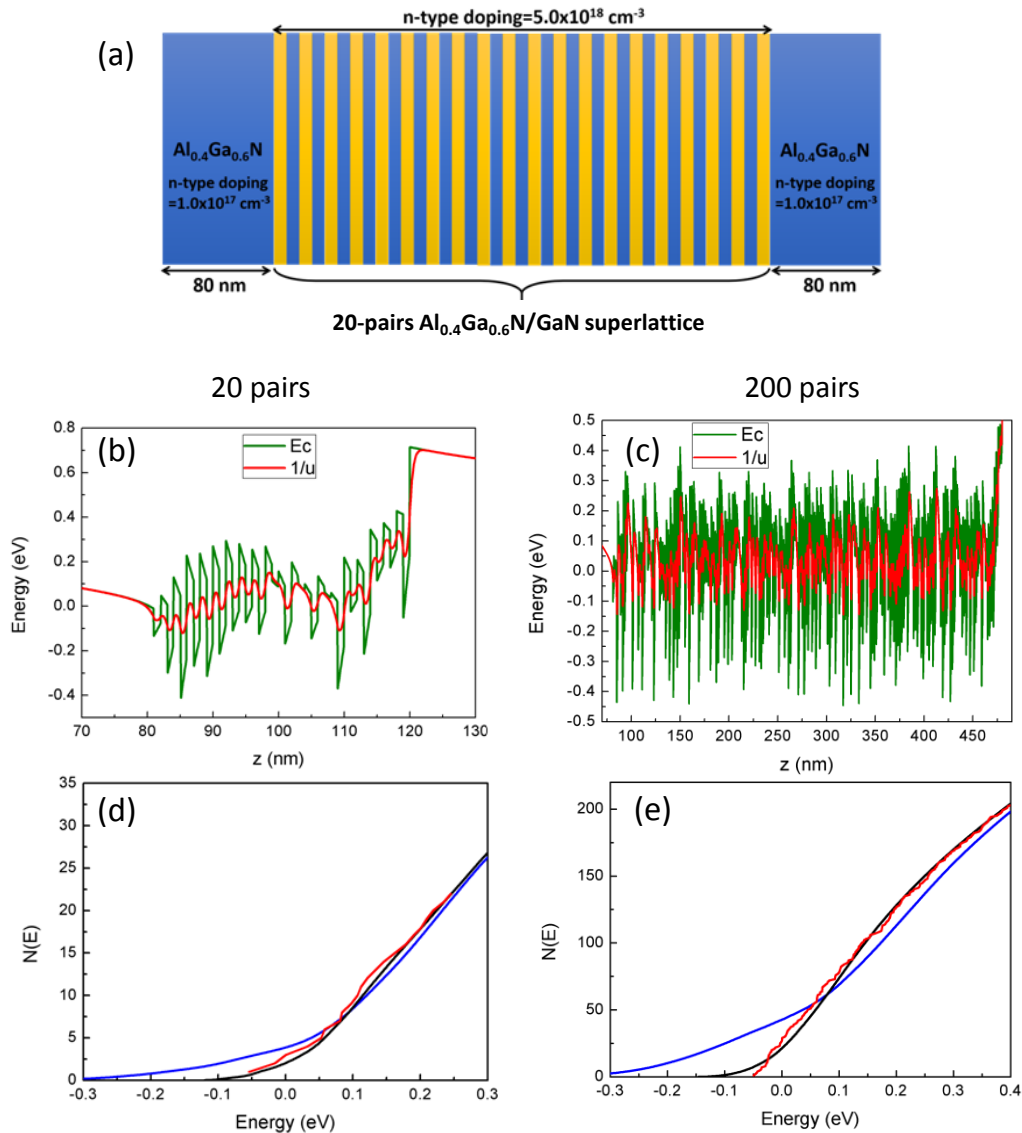 n-type doping=5.0x10¹⁸ cm⁻³
(a)
Al₀.₄Ga₀.₆N
n-type doping
=1.0x10¹⁷ cm⁻³
Al₀.₄Ga₀.₆N
n-type doping
=1.0x10¹⁷ cm⁻³
80 nm
80 nm
20-pairs Al₀.₄Ga₀.₆N/GaN superlattice
20 pairs
200 pairs
(b)
Ec
1/u
0.8
0.6
0.4
0.2
0.0
-0.2
-0.4
Energy (eV)
70 80 90 100 110 120 130
z (nm)
(c)
Ec
1/u
0.5
0.4
0.3
0.2
0.1
0.0
-0.1
-0.2
-0.3
-0.4
-0.5
Energy (eV)
100 150 200 250 300 350 400 450
z (nm)
(d)
35
30
25
20
15
10
5
0
N(E)
-0.3 -0.2 -0.1 0.0 0.1 0.2 0.3
Energy (eV)
(e)
200
150
100
50
0
N(E)
-0.3 -0.2 -0.1 0.0 0.1 0.2 0.3 0.4
Energy (eV)